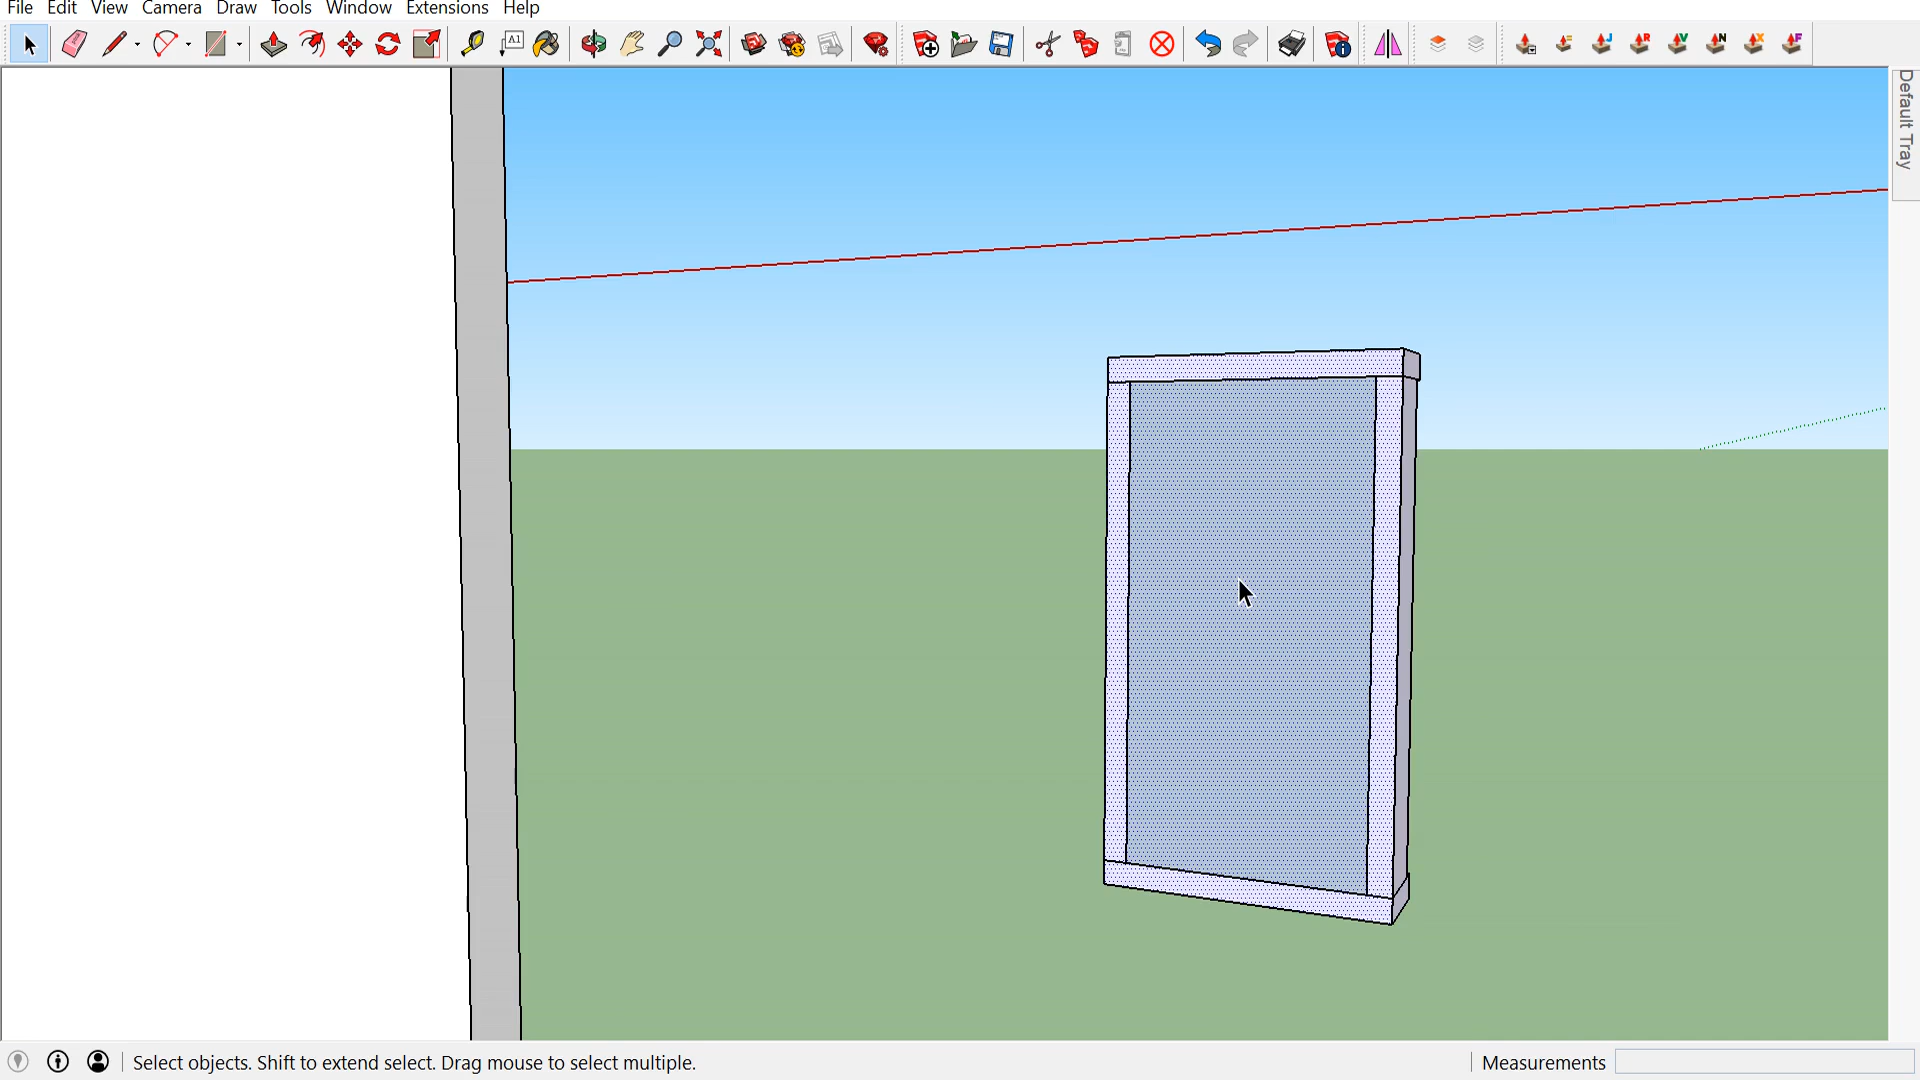 File Edit View Camera Draw Tools Window Extensions Help
A1
J R V N X F
Default Tray
Select objects. Shift to extend select. Drag mouse to select multiple.
Measurements